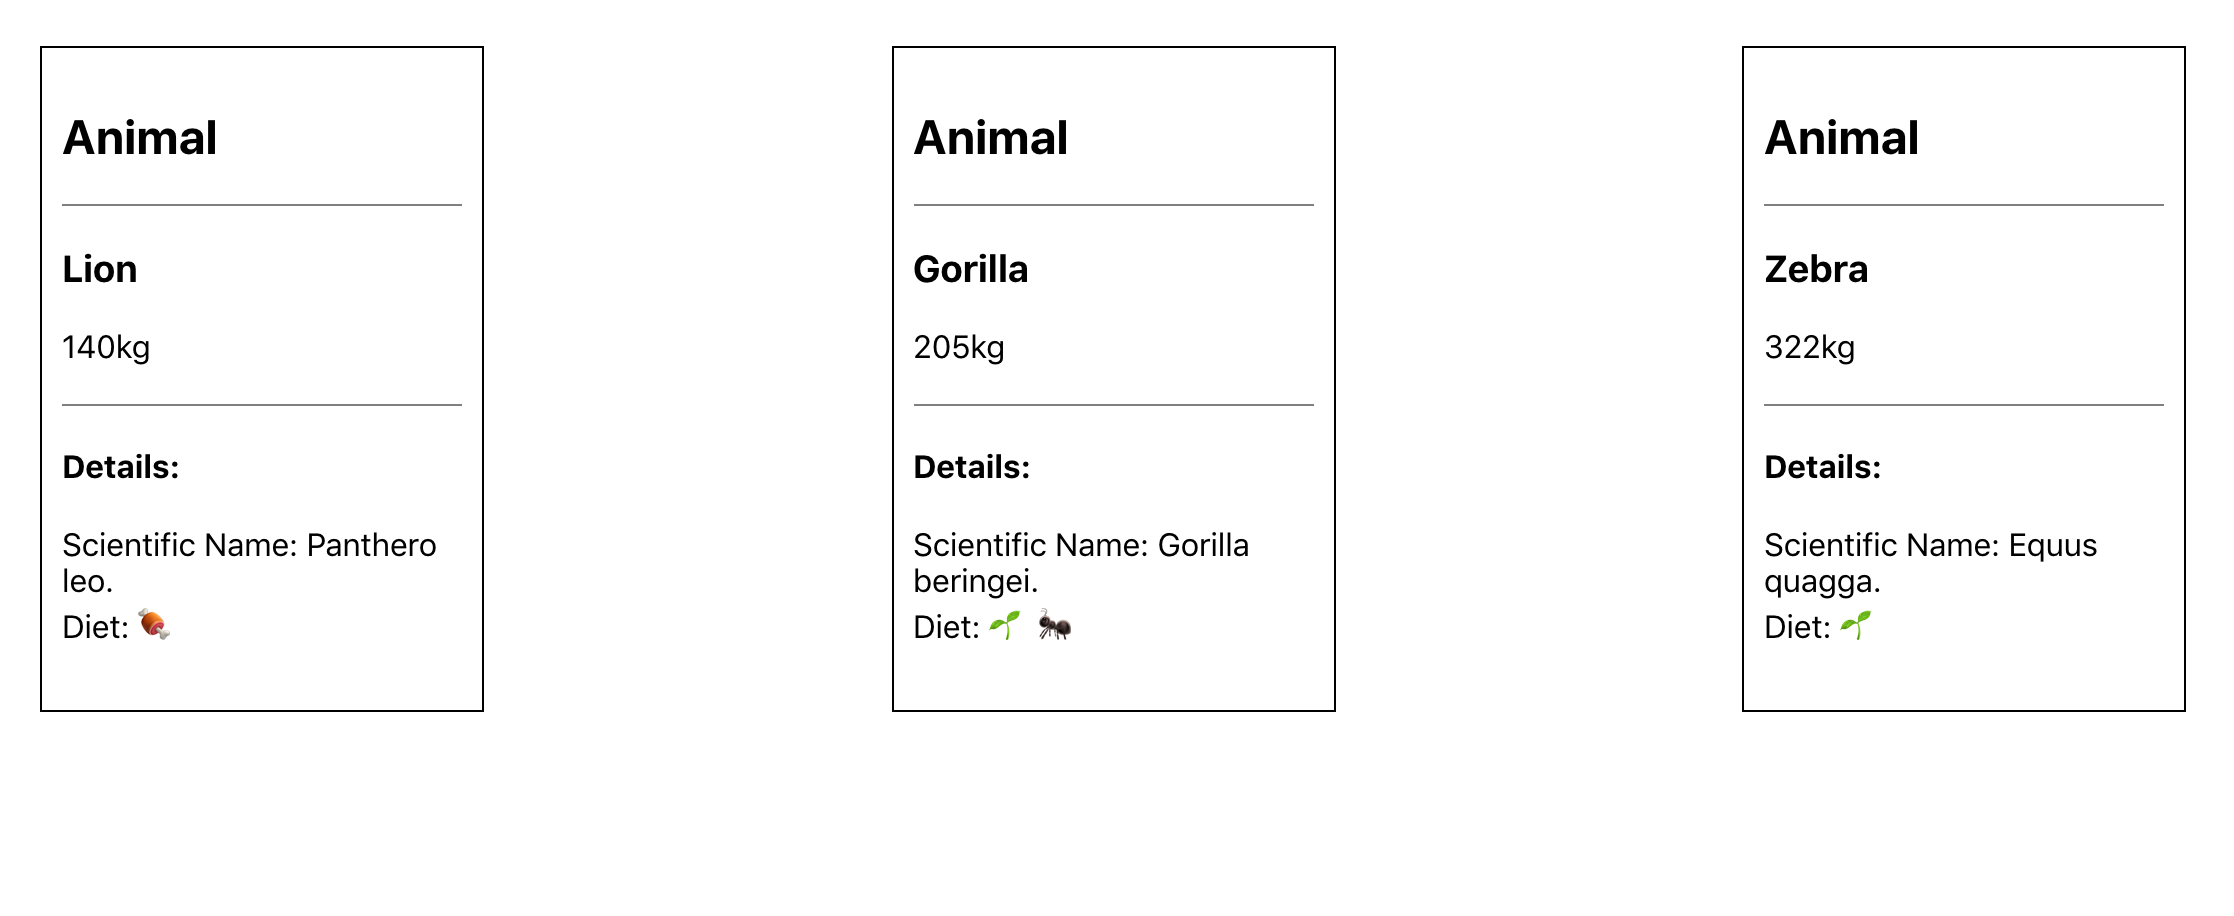 Animal
Lion
140kg
Details:
Scientific Name: Panthero
leo.
Diet: 🍖
Animal
Gorilla
205kg
Details:
Scientific Name: Gorilla
beringei.
Diet: 🌱 🐜
Animal
Zebra
322kg
Details:
Scientific Name: Equus
quagga.
Diet: 🌱